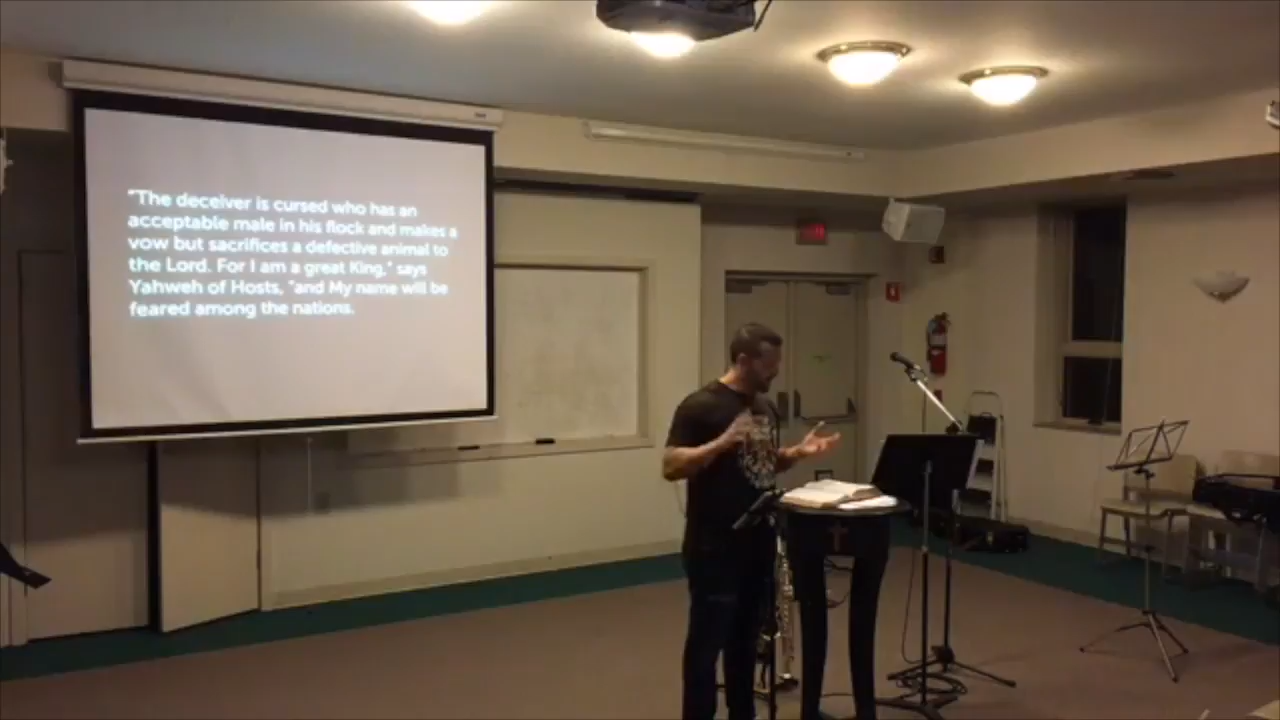 "The deceiver is cursed who has an
acceptable male in his flock and makes a
vow but sacrifices a defective animal to
the Lord. For I am a great King," says
Yahweh of Hosts, "and My name will be
feared among the nations.